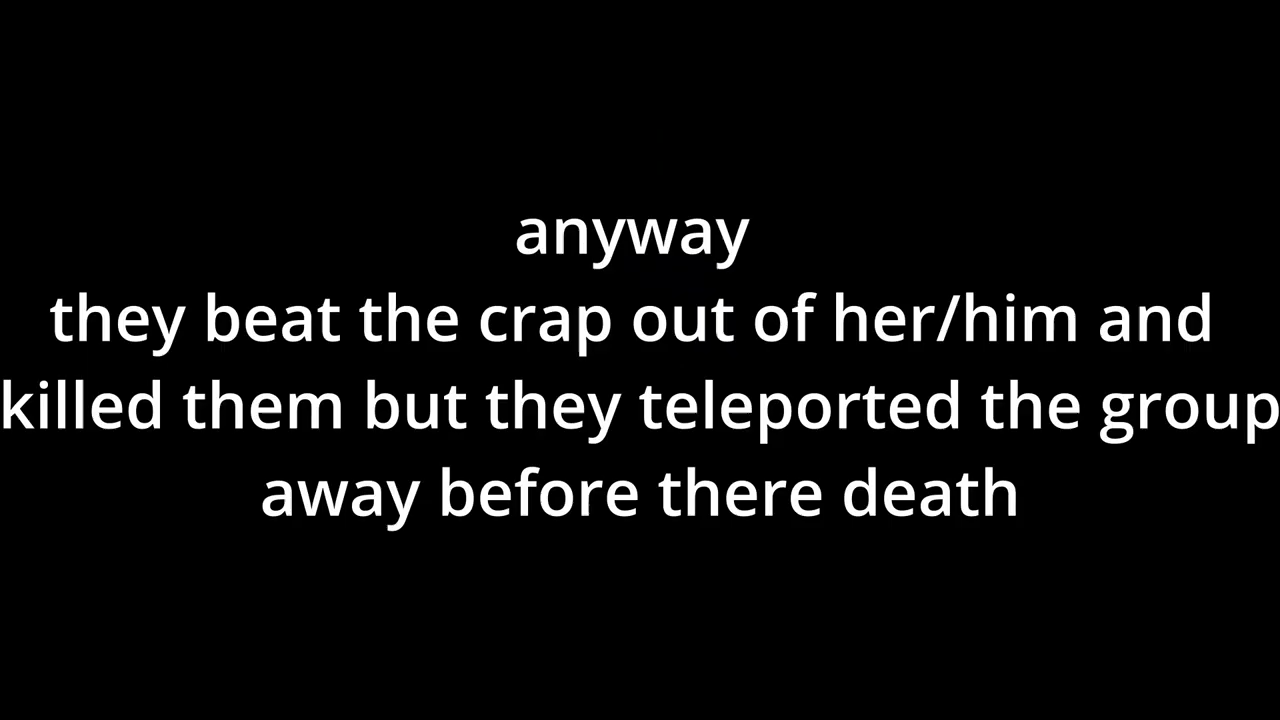 anyway
they beat the crap out of her/him and
killed them but they teleported the group
away before there death